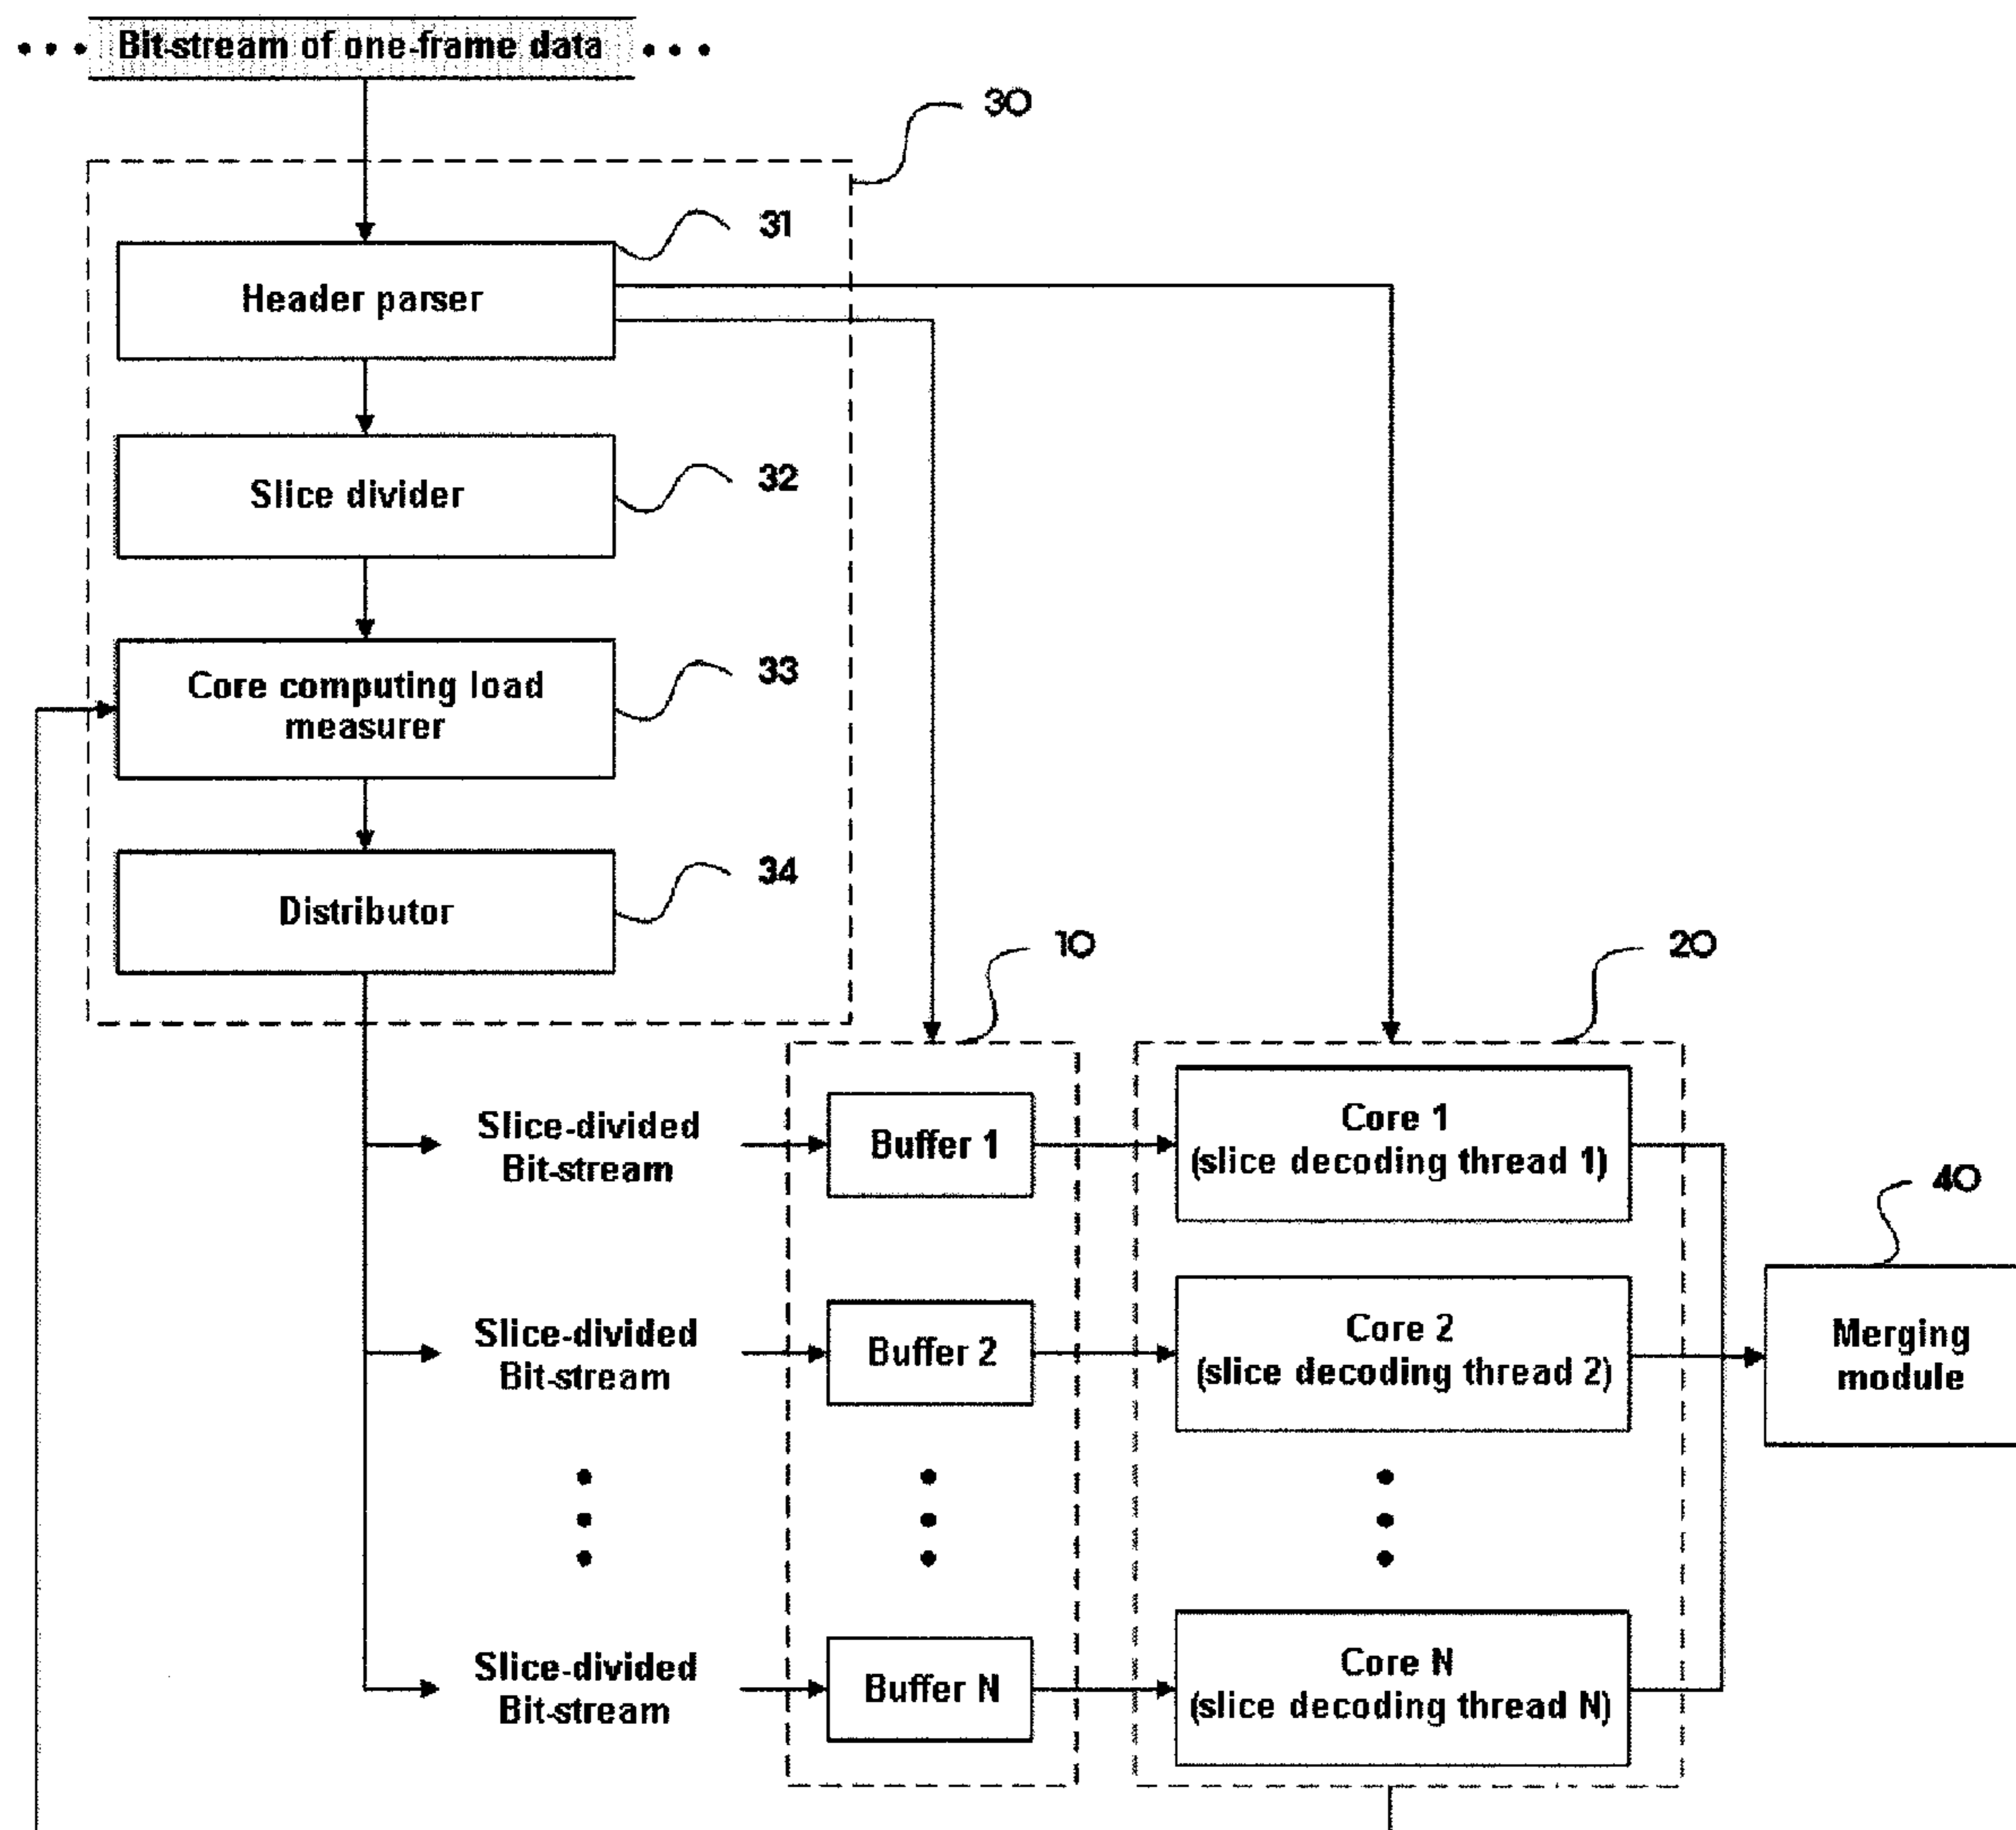 ••• Bit-stream of one-frame data •••
30
31
Header parser
32
Slice divider
33
Core computing load
measurer
34
Distributor
10
20
Slice-divided
Bit-stream
Buffer 1
Core 1
(slice decoding thread 1)
40
Slice-divided
Bit-stream
Buffer 2
Core 2
(slice decoding thread 2)
Merging
module
Slice-divided
Bit-stream
Buffer N
Core N
(slice decoding thread N)